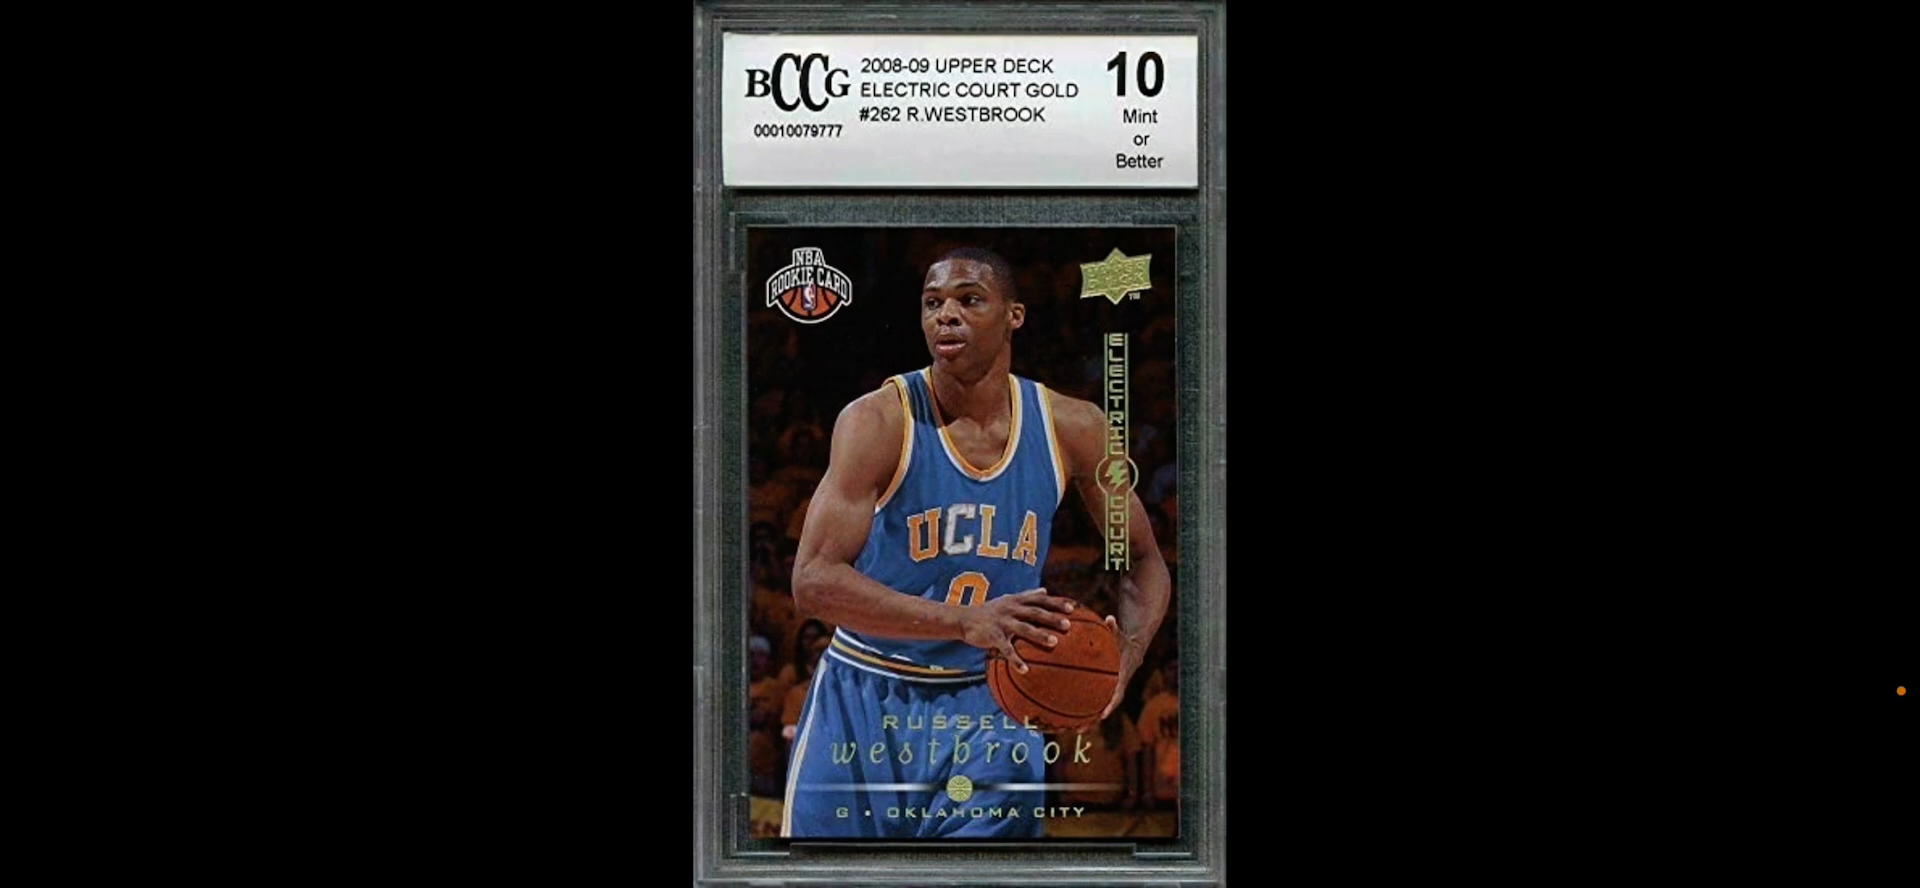 BCCG
00010079777
2008-09 UPPER DECK
ELECTRIC COURT GOLD
#262 R.WESTBROOK
10
Mint
or
Better
NBA
ROOKIE CARD
UPPER
DECK
TM
ELECTRIC COURT
UCLA
0
RUSSELL
westbrook
G • OKLAHOMA CITY